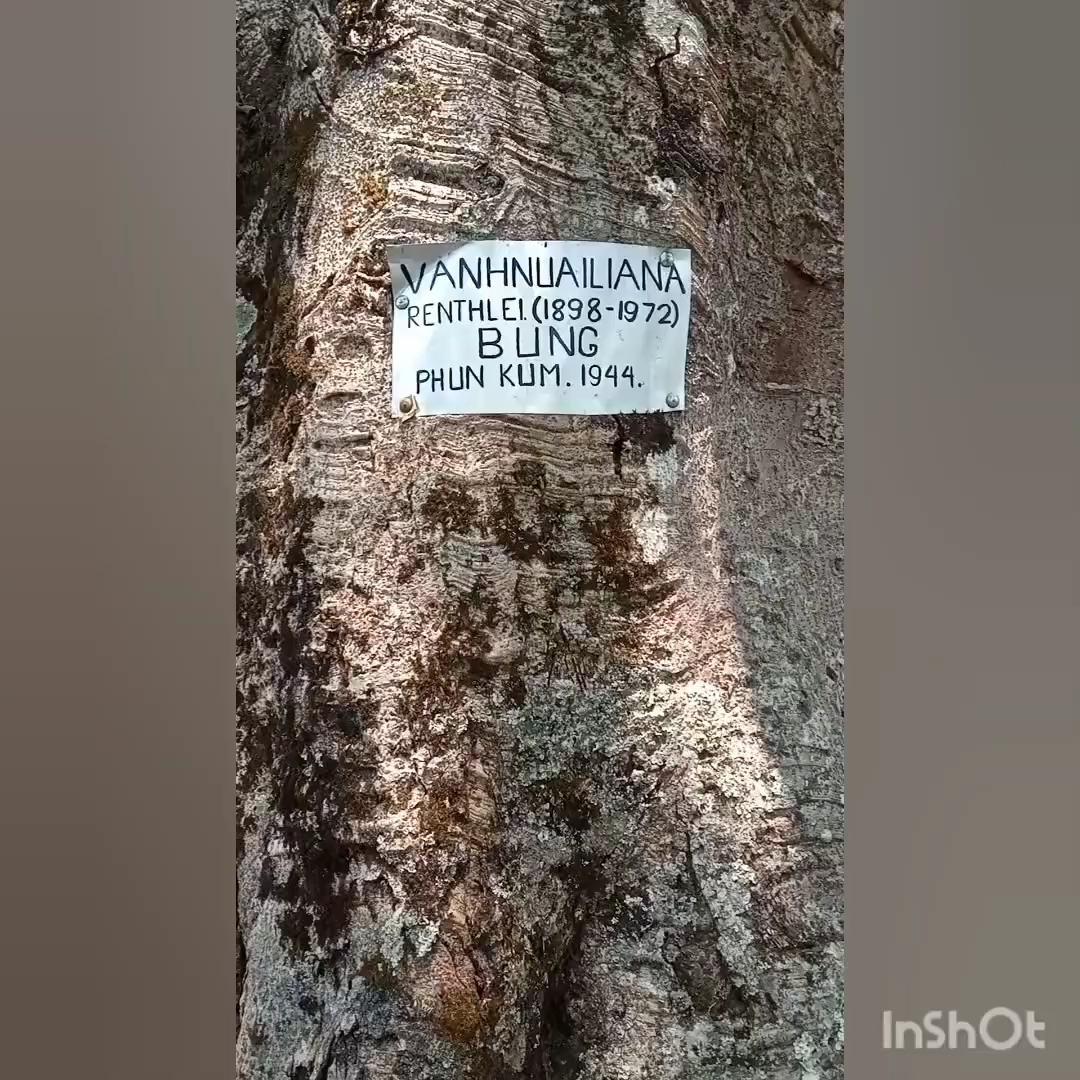 VANHNUAILIANA
RENTHLEI.(1898-1972)
BUNG
PHUN KUM. 1944.
InShOt